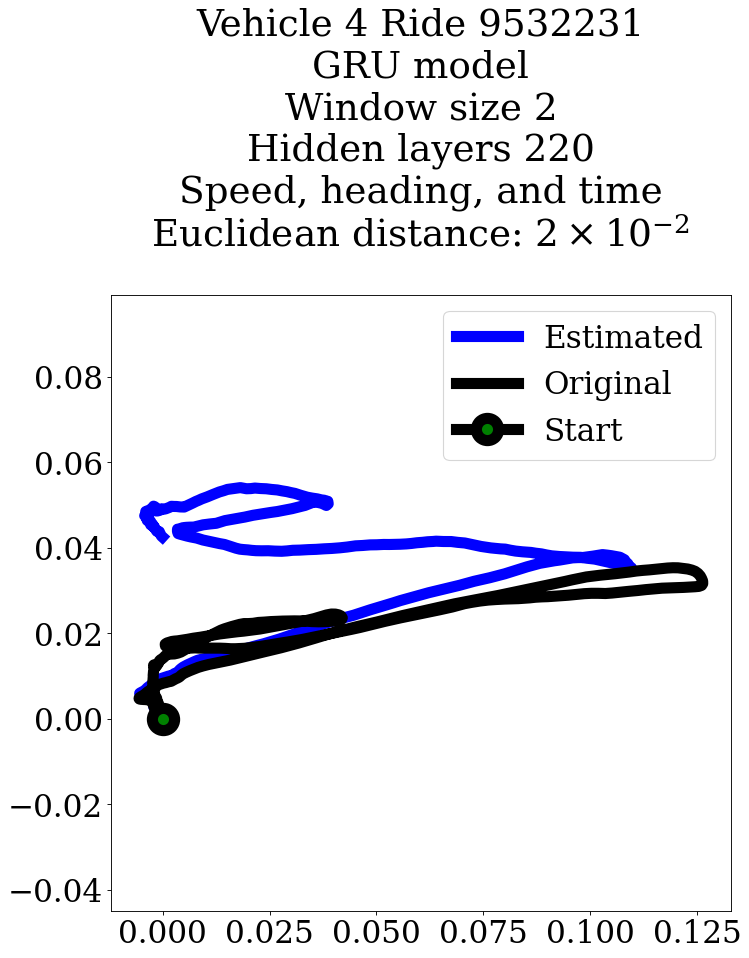 Vehicle 4 Ride 9532231
GRU model
Window size 2
Hidden layers 220
Speed, heading, and time
Euclidean distance: 2 × 10⁻²
Estimated
Original
Start
0.08
0.06
0.04
0.02
0.00
−0.02
−0.04
0.000 0.025 0.050 0.075 0.100 0.125